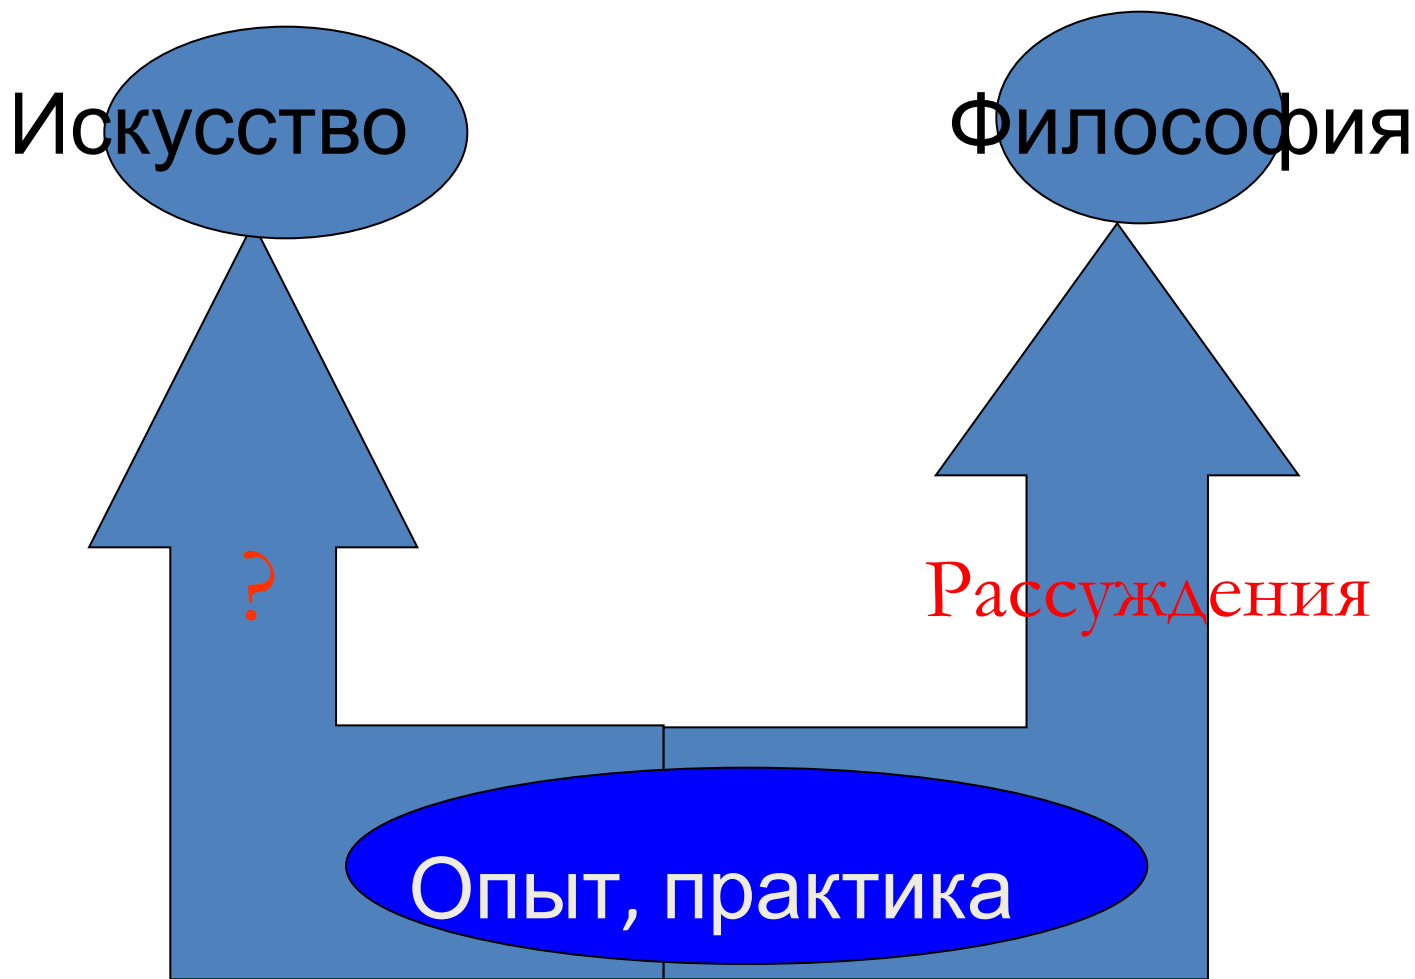 Искусство
Философия
?
Рассуждения
Опыт, практика